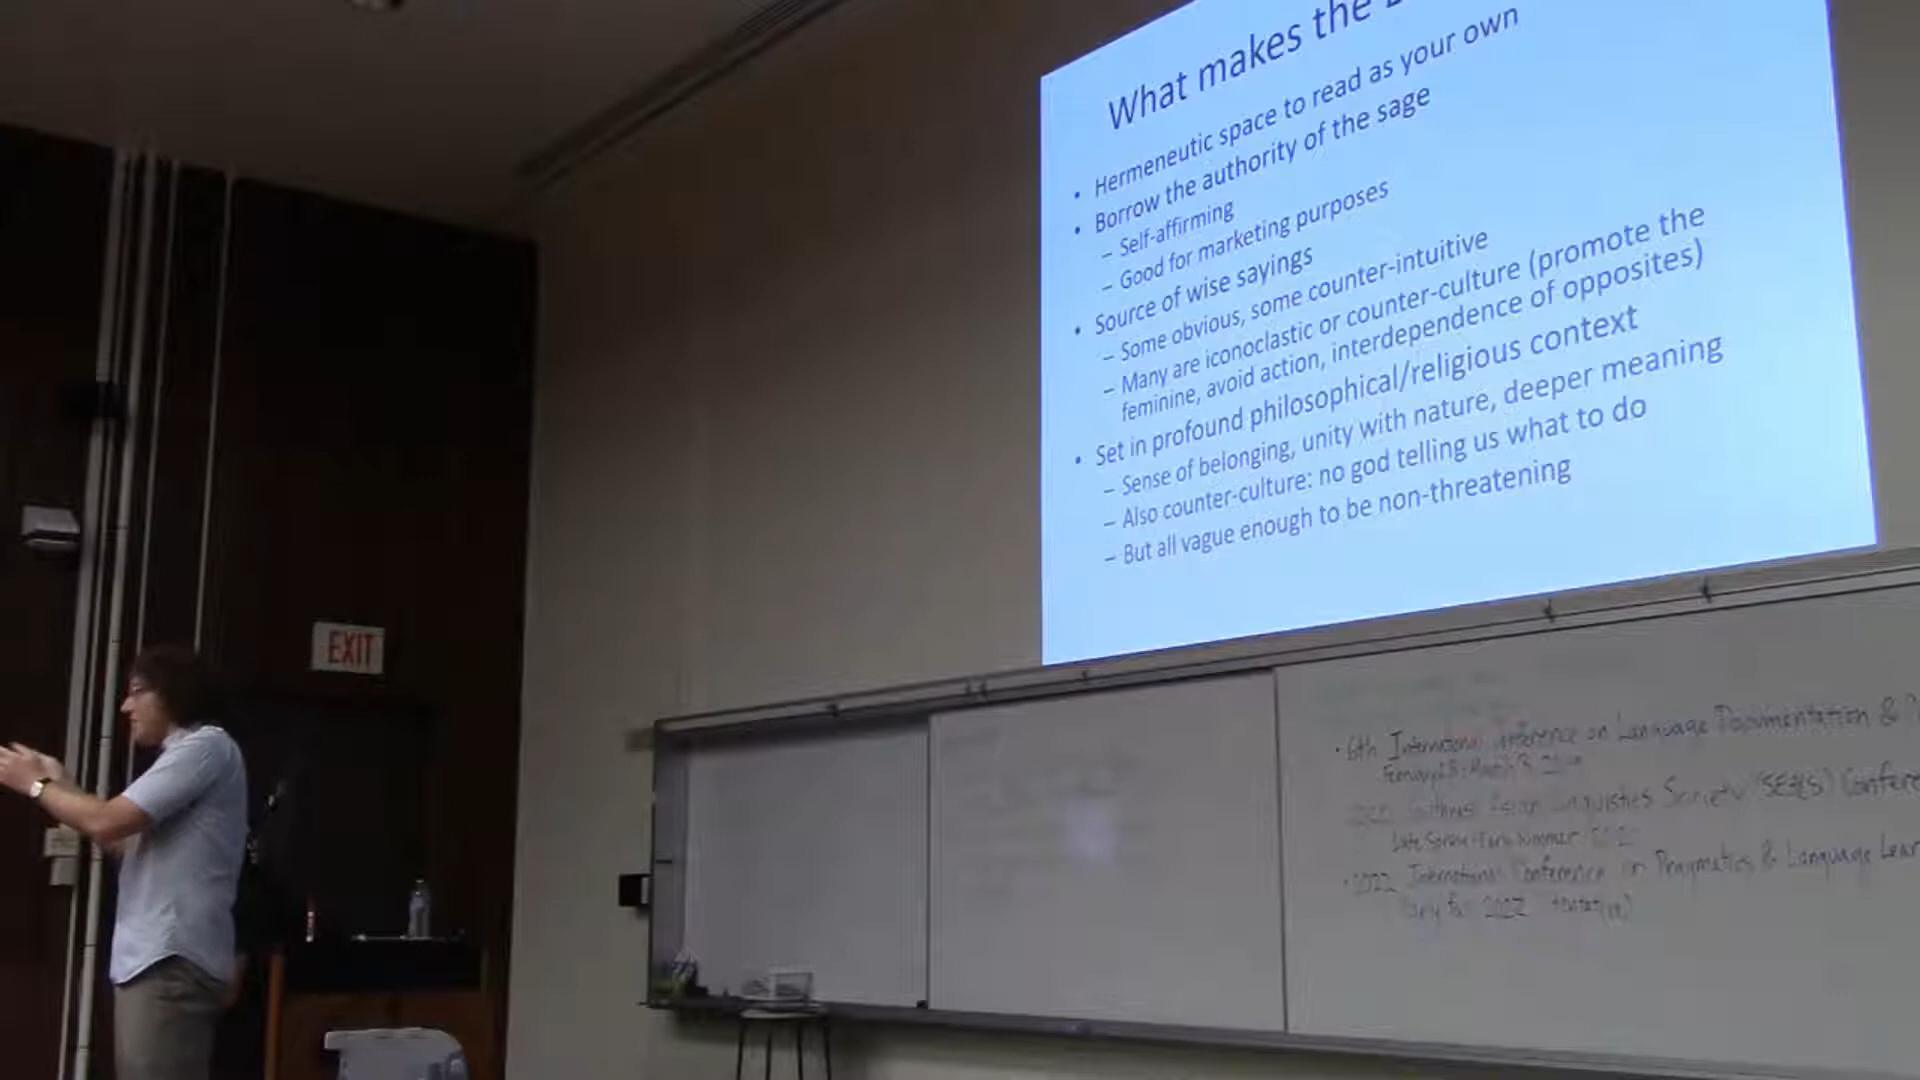 What makes the
• Hermeneutic space to read as your own
• Borrow the authority of the sage
– Self-affirming
– Good for marketing purposes
• Source of wise sayings
– Some obvious, some counter-intuitive
– Many are iconoclastic or counter-culture (promote the
feminine, avoid action, interdependence of opposites)
• Set in profound philosophical/religious context
– Sense of belonging, unity with nature, deeper meaning
– Also counter-culture: no god telling us what to do
– But all vague enough to be non-threatening
EXIT
• 6th International Conference on Language Documentation &
Asian Linguistics Society (SEALS)
• 2022 International Conference on Pragmatics & Language
2022